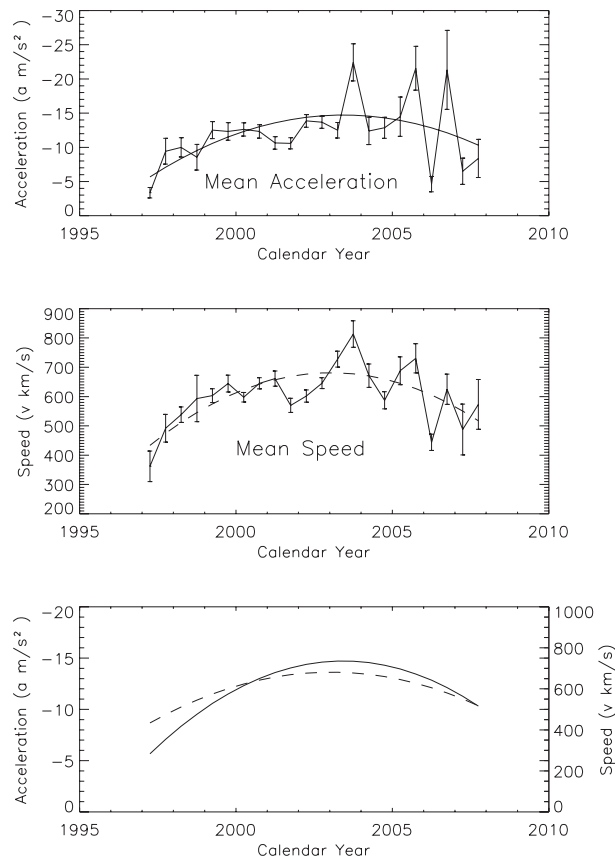 −30
−25
−20
−15
−10
−5
0
Acceleration (a m/s²)
Mean Acceleration
1995 2000 2005 2010
Calendar Year
900
800
700
600
500
400
300
200
Speed (v km/s)
Mean Speed
1995 2000 2005 2010
Calendar Year
−20
−15
−10
−5
0
Acceleration (a m/s²)
1000
800
600
400
200
0
Speed (v km/s)
1995 2000 2005 2010
Calendar Year